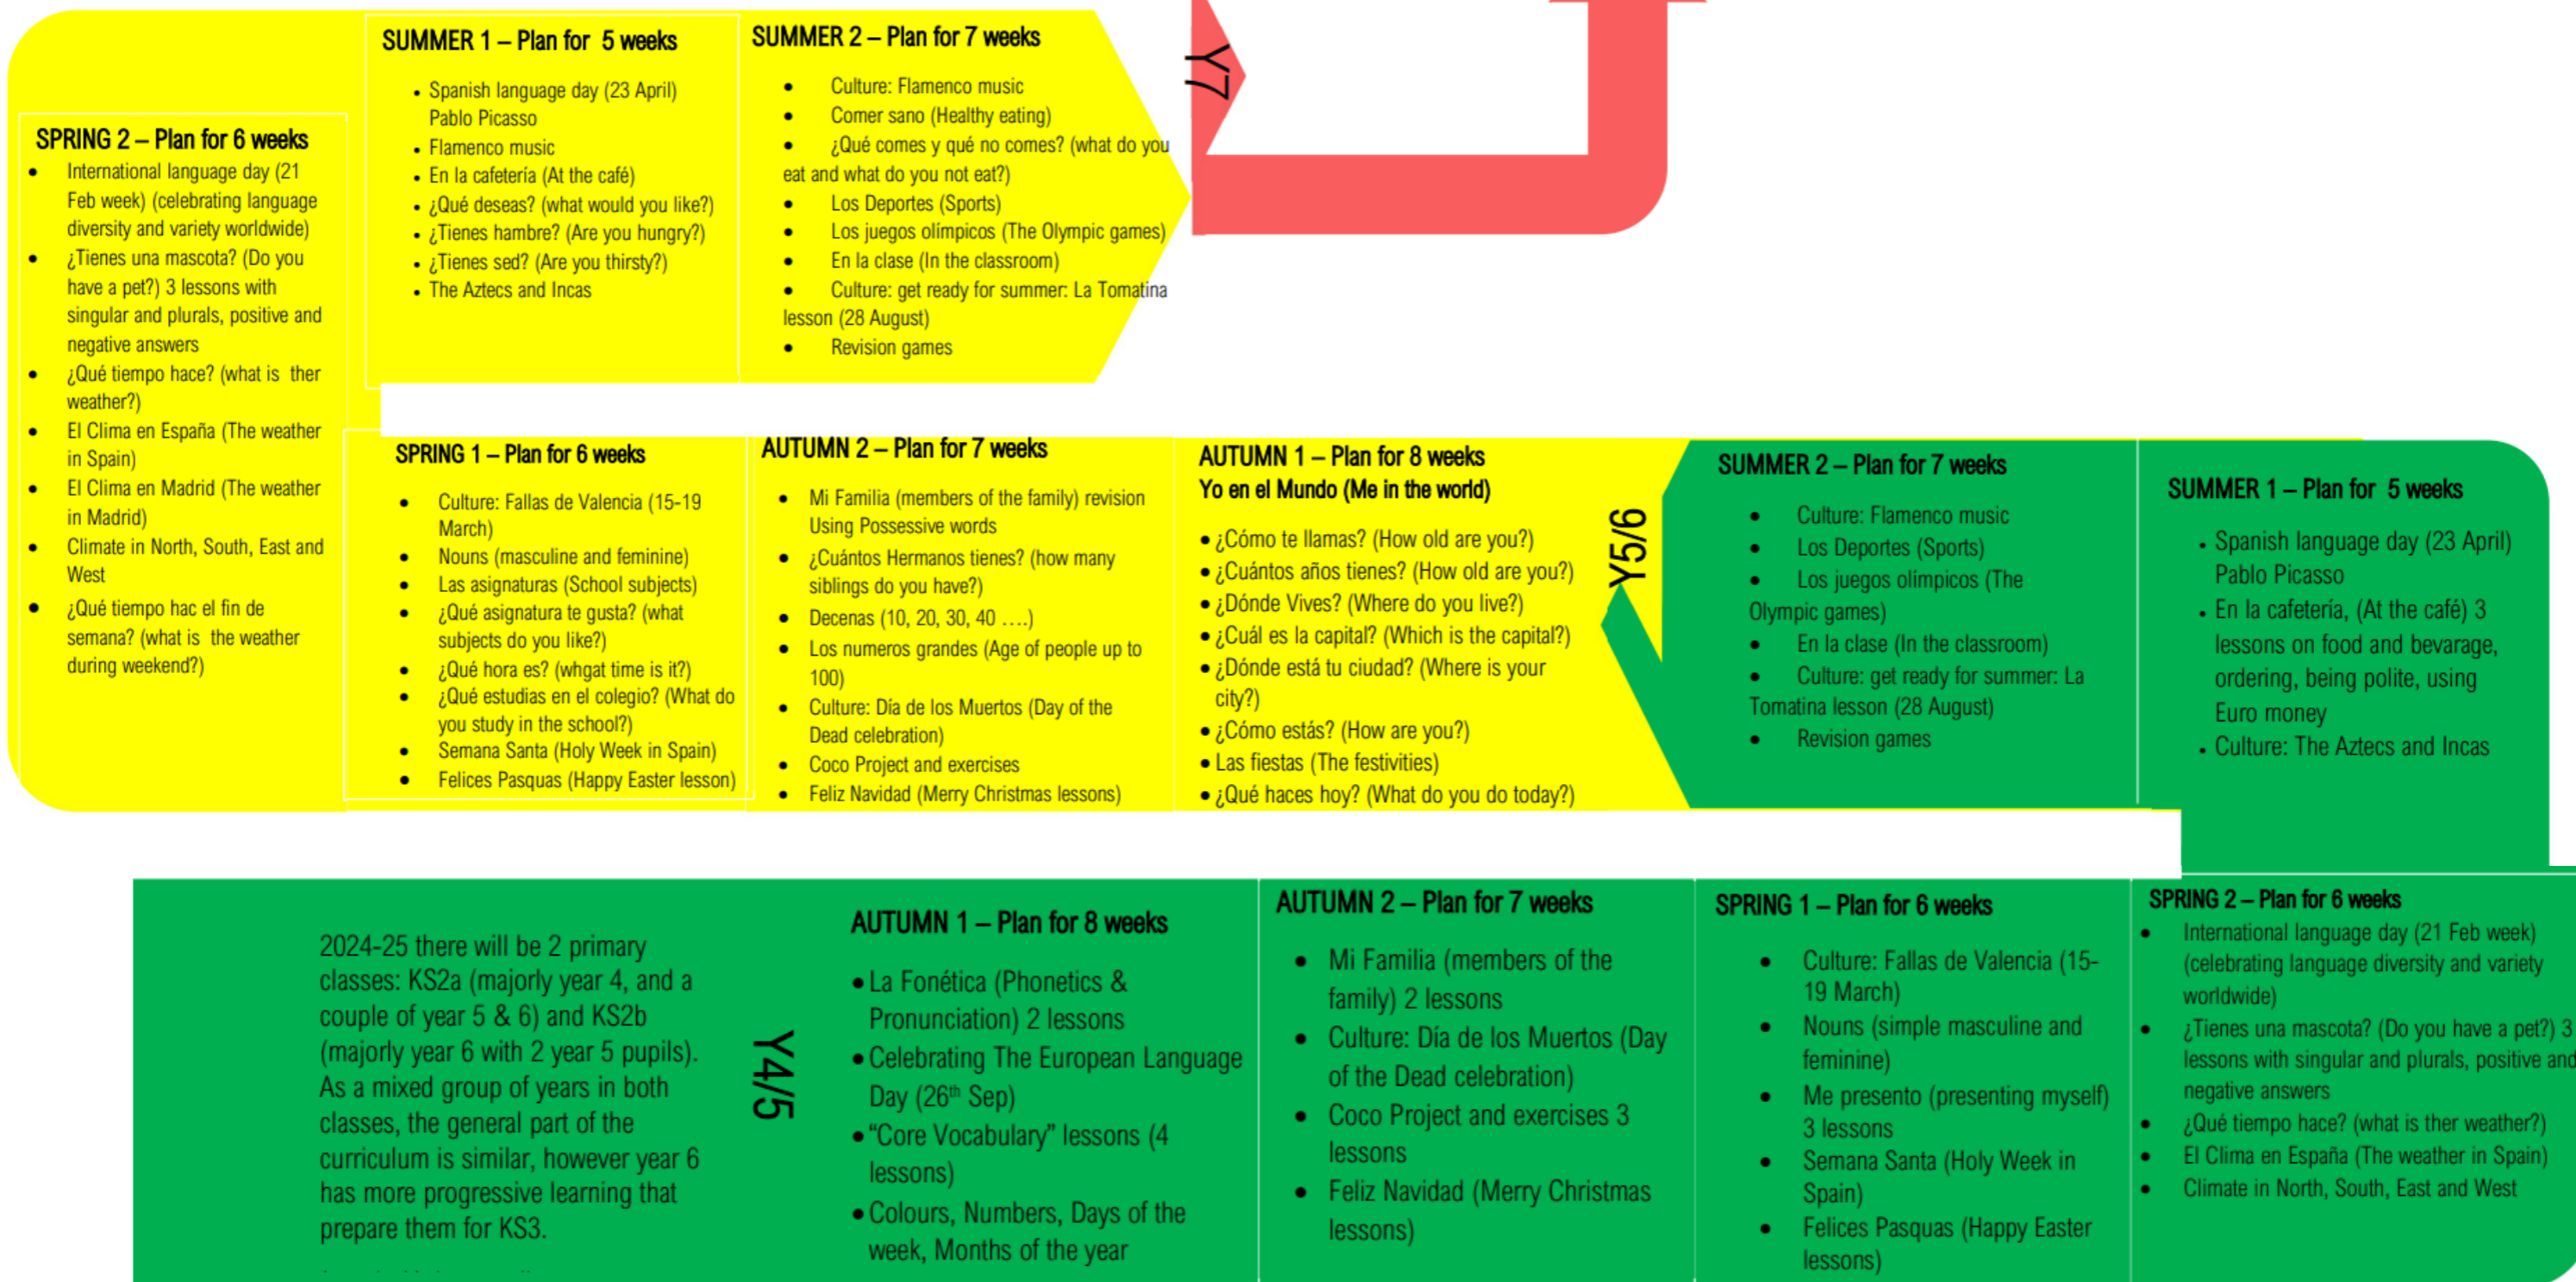 SUMMER 1 – Plan for  5 weeks
• Spanish language day (23 April)
Pablo Picasso
• Flamenco music
• En la cafetería (At the café)
• ¿Qué deseas? (what would you like?)
• ¿Tienes hambre? (Are you hungry?)
• ¿Tienes sed? (Are you thirsty?)
• The Aztecs and Incas
SUMMER 2 – Plan for 7 weeks
• Culture: Flamenco music
• Comer sano (Healthy eating)
• ¿Qué comes y qué no comes? (what do you
eat and what do you not eat?)
• Los Deportes (Sports)
• Los juegos olímpicos (The Olympic games)
• En la clase (In the classroom)
• Culture: get ready for summer: La Tomatina
lesson (28 August)
• Revision games
Y7
SPRING 2 – Plan for 6 weeks
• International language day (21
Feb week) (celebrating language
diversity and variety worldwide)
• ¿Tienes una mascota? (Do you
have a pet?) 3 lessons with
singular and plurals, positive and
negative answers
• ¿Qué tiempo hace? (what is  ther
weather?)
• El Clima en España (The weather
in Spain)
• El Clima en Madrid (The weather
in Madrid)
• Climate in North, South, East and
West
• ¿Qué tiempo hac el fin de
semana? (what is  the weather
during weekend?)
SPRING 1 – Plan for 6 weeks
• Culture: Fallas de Valencia (15-19
March)
• Nouns (masculine and feminine)
• Las asignaturas (School subjects)
• ¿Qué asignatura te gusta? (what
subjects do you like?)
• ¿Qué hora es? (whgat time is it?)
• ¿Qué estudias en el colegio? (What do
you study in the school?)
• Semana Santa (Holy Week in Spain)
• Felices Pasquas (Happy Easter lesson)
AUTUMN 2 – Plan for 7 weeks
• Mi Familia (members of the family) revision
Using Possessive words
• ¿Cuántos Hermanos tienes? (how many
siblings do you have?)
• Decenas (10, 20, 30, 40 ….)
• Los numeros grandes (Age of people up to
100)
• Culture: Día de los Muertos (Day of the
Dead celebration)
• Coco Project and exercises
• Feliz Navidad (Merry Christmas lessons)
AUTUMN 1 – Plan for 8 weeks
Yo en el Mundo (Me in the world)
• ¿Cómo te llamas? (How old are you?)
• ¿Cuántos años tienes? (How old are you?)
• ¿Dónde Vives? (Where do you live?)
• ¿Cuál es la capital? (Which is the capital?)
• ¿Dónde está tu ciudad? (Where is your
city?)
• ¿Cómo estás? (How are you?)
• Las fiestas (The festivities)
• ¿Qué haces hoy? (What do you do today?)
Y5/6
SUMMER 2 – Plan for 7 weeks
• Culture: Flamenco music
• Los Deportes (Sports)
• Los juegos olímpicos (The
Olympic games)
• En la clase (In the classroom)
• Culture: get ready for summer: La
Tomatina lesson (28 August)
• Revision games
SUMMER 1 – Plan for  5 weeks
• Spanish language day (23 April)
Pablo Picasso
• En la cafetería, (At the café) 3
lessons on food and bevarage,
ordering, being polite, using
Euro money
• Culture: The Aztecs and Incas
2024-25 there will be 2 primary
classes: KS2a (majorly year 4, and a
couple of year 5 & 6) and KS2b
(majorly year 6 with 2 year 5 pupils).
As a mixed group of years in both
classes, the general part of the
curriculum is similar, however year 6
has more progressive learning that
prepare them for KS3.
Y4/5
AUTUMN 1 – Plan for 8 weeks
• La Fonética (Phonetics &
Pronunciation) 2 lessons
• Celebrating The European Language
Day (26th Sep)
• “Core Vocabulary” lessons (4
lessons)
• Colours, Numbers, Days of the
week, Months of the year
AUTUMN 2 – Plan for 7 weeks
• Mi Familia (members of the
family) 2 lessons
• Culture: Día de los Muertos (Day
of the Dead celebration)
• Coco Project and exercises 3
lessons
• Feliz Navidad (Merry Christmas
lessons)
SPRING 1 – Plan for 6 weeks
• Culture: Fallas de Valencia (15-
19 March)
• Nouns (simple masculine and
feminine)
• Me presento (presenting myself)
3 lessons
• Semana Santa (Holy Week in
Spain)
• Felices Pasquas (Happy Easter
lessons)
SPRING 2 – Plan for 6 weeks
• International language day (21 Feb week)
(celebrating language diversity and variety
worldwide)
• ¿Tienes una mascota? (Do you have a pet?) 3
lessons with singular and plurals, positive and
negative answers
• ¿Qué tiempo hace? (what is ther weather?)
• El Clima en España (The weather in Spain)
• Climate in North, South, East and West